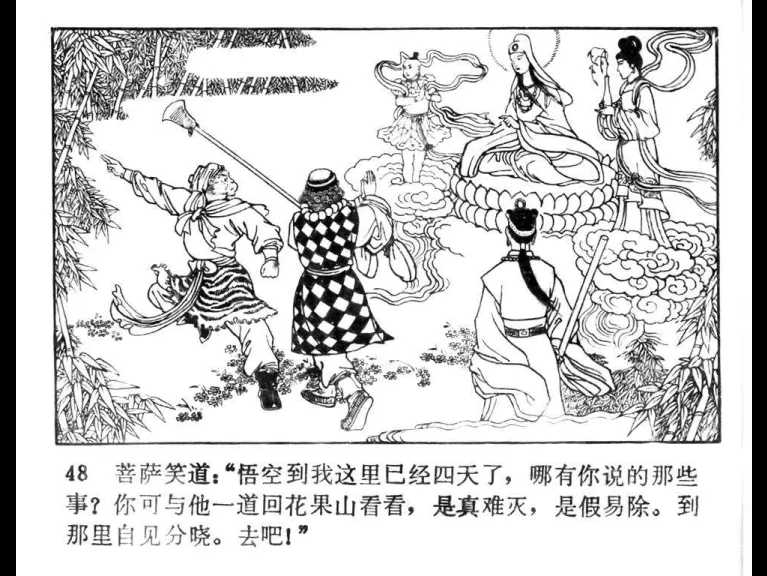 48 菩萨笑道:“悟空到我这里已经四天了，哪有你说的那些
事？你可与他一道回花果山看看，是真难灭，是假易除。到
那里自见分晓。去吧！”